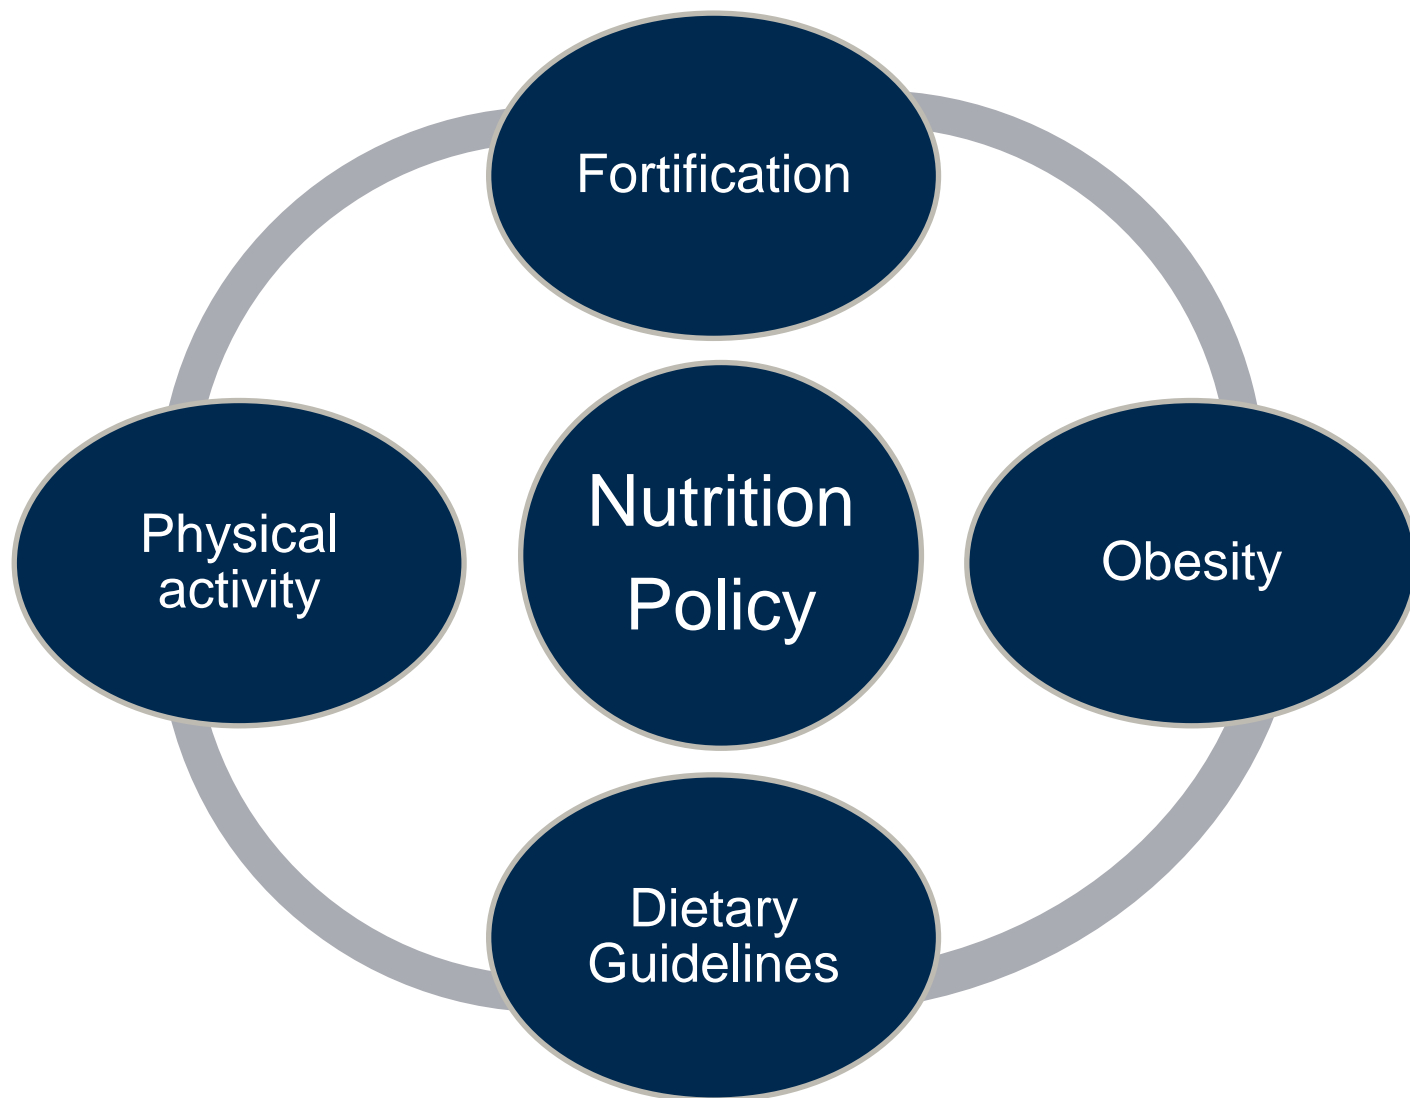 Fortification
Nutrition
Policy
Physical
activity
Obesity
Dietary
Guidelines